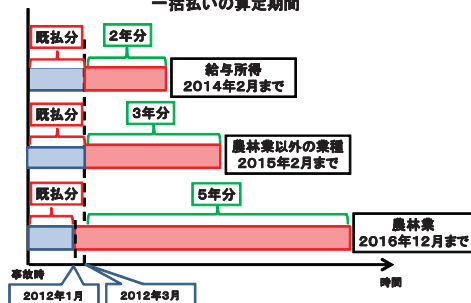 一括払いの算定期間
既払分
2年分
給与所得
2014年2月まで
既払分
3年分
農林業以外の業種
2015年2月まで
既払分
5年分
農林業
2016年12月まで
事故時
時間
2012年1月
2012年3月